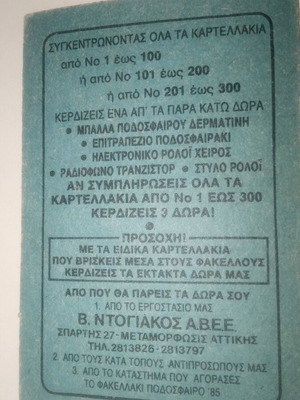 ΣΥΓΚΕΝΤΡΩΝΟΝΤΑΣ ΟΛΑ ΤΑ ΚΑΡΤΕΛΛΑΚΙΑ
από Νο 1 έως 100
ή από Νο 101 έως 200
ή από Νο 201 έως 300
ΚΕΡΔΙΖΕΙΣ ΕΝΑ ΑΠ' ΤΑ ΠΑΡΑ ΚΑΤΩ ΔΩΡΑ
• ΜΠΑΛΛΑ ΠΟΔΟΣΦΑΙΡΟΥ ΔΕΡΜΑΤΙΝΗ
• ΕΠΙΤΡΑΠΕΖΙΟ ΠΟΔΟΣΦΑΙΡΑΚΙ
• ΗΛΕΚΤΡΟΝΙΚΟ ΡΟΛΟΪ ΧΕΙΡΟΣ
• ΡΑΔΙΟΦΩΝΟ ΤΡΑΝΖΙΣΤΟΡ • ΣΤΥΛΟ ΡΟΛΟΪ
ΑΝ ΣΥΜΠΛΗΡΩΣΕΙΣ ΟΛΑ ΤΑ
ΚΑΡΤΕΛΛΑΚΙΑ ΑΠΟ Νο 1 ΕΩΣ 300
ΚΕΡΔΙΖΕΙΣ 3 ΔΩΡΑ!
• ΠΡΟΣΟΧΗ! •
ΜΕ ΤΑ ΕΙΔΙΚΑ ΚΑΡΤΕΛΛΑΚΙΑ
ΠΟΥ ΒΡΙΣΚΕΙΣ ΜΕΣΑ ΣΤΟΥΣ ΦΑΚΕΛΛΟΥΣ
ΚΕΡΔΙΖΕΙΣ ΤΑ ΕΚΤΑΚΤΑ ΔΩΡΑ ΜΑΣ
ΑΠΟ ΠΟΥ ΘΑ ΠΑΡΕΙΣ ΤΑ ΔΩΡΑ ΣΟΥ
1. ΑΠΟ ΤΟ ΕΡΓΟΣΤΑΣΙΟ ΜΑΣ
Β. ΝΤΟΓΙΑΚΟΣ Α.Β.Ε.Ε.
ΣΠΑΡΤΗΣ 27-ΜΕΤΑΜΟΡΦΩΣΙΣ ΑΤΤΙΚΗΣ
ΤΗΛ. 2813826-2813797
2. ΑΠΟ ΤΟΥΣ ΚΑΤΑ ΤΟΠΟΥΣ ΑΝΤΙΠΡΟΣΩΠΟΥΣ ΜΑΣ
3. ΑΠΟ ΤΟ ΚΑΤΑΣΤΗΜΑ ΠΟΥ ΑΓΟΡΑΣΕΣ
ΤΟ ΦΑΚΕΛΛΑΚΙ ΠΟΔΟΣΦΑΙΡΟ '85